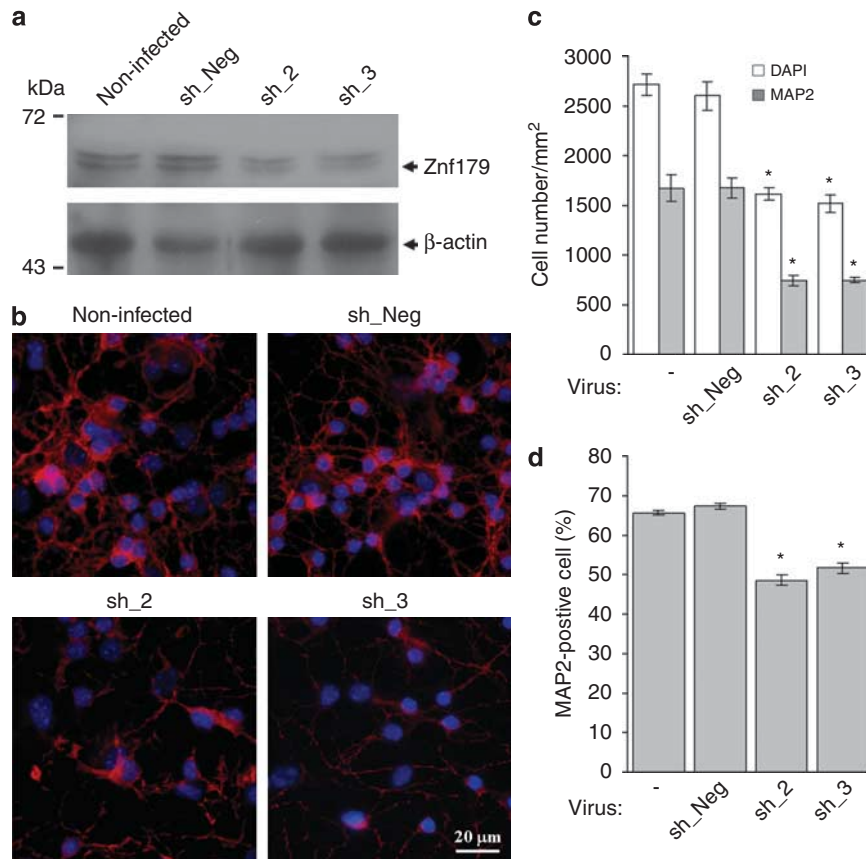 a
Non-infected sh_Neg sh_2 sh_3
kDa
72
Znf179
β-actin
43
b
Non-infected sh_Neg
sh_2 sh_3
20 μm
c
3000
2500
2000
1500
1000
500
0
Cell number/mm²
DAPI
MAP2
* *
* *
Virus: - sh_Neg sh_2 sh_3
d
80
70
60
50
40
30
20
10
0
MAP2-postive cell (%)
* *
Virus: - sh_Neg sh_2 sh_3